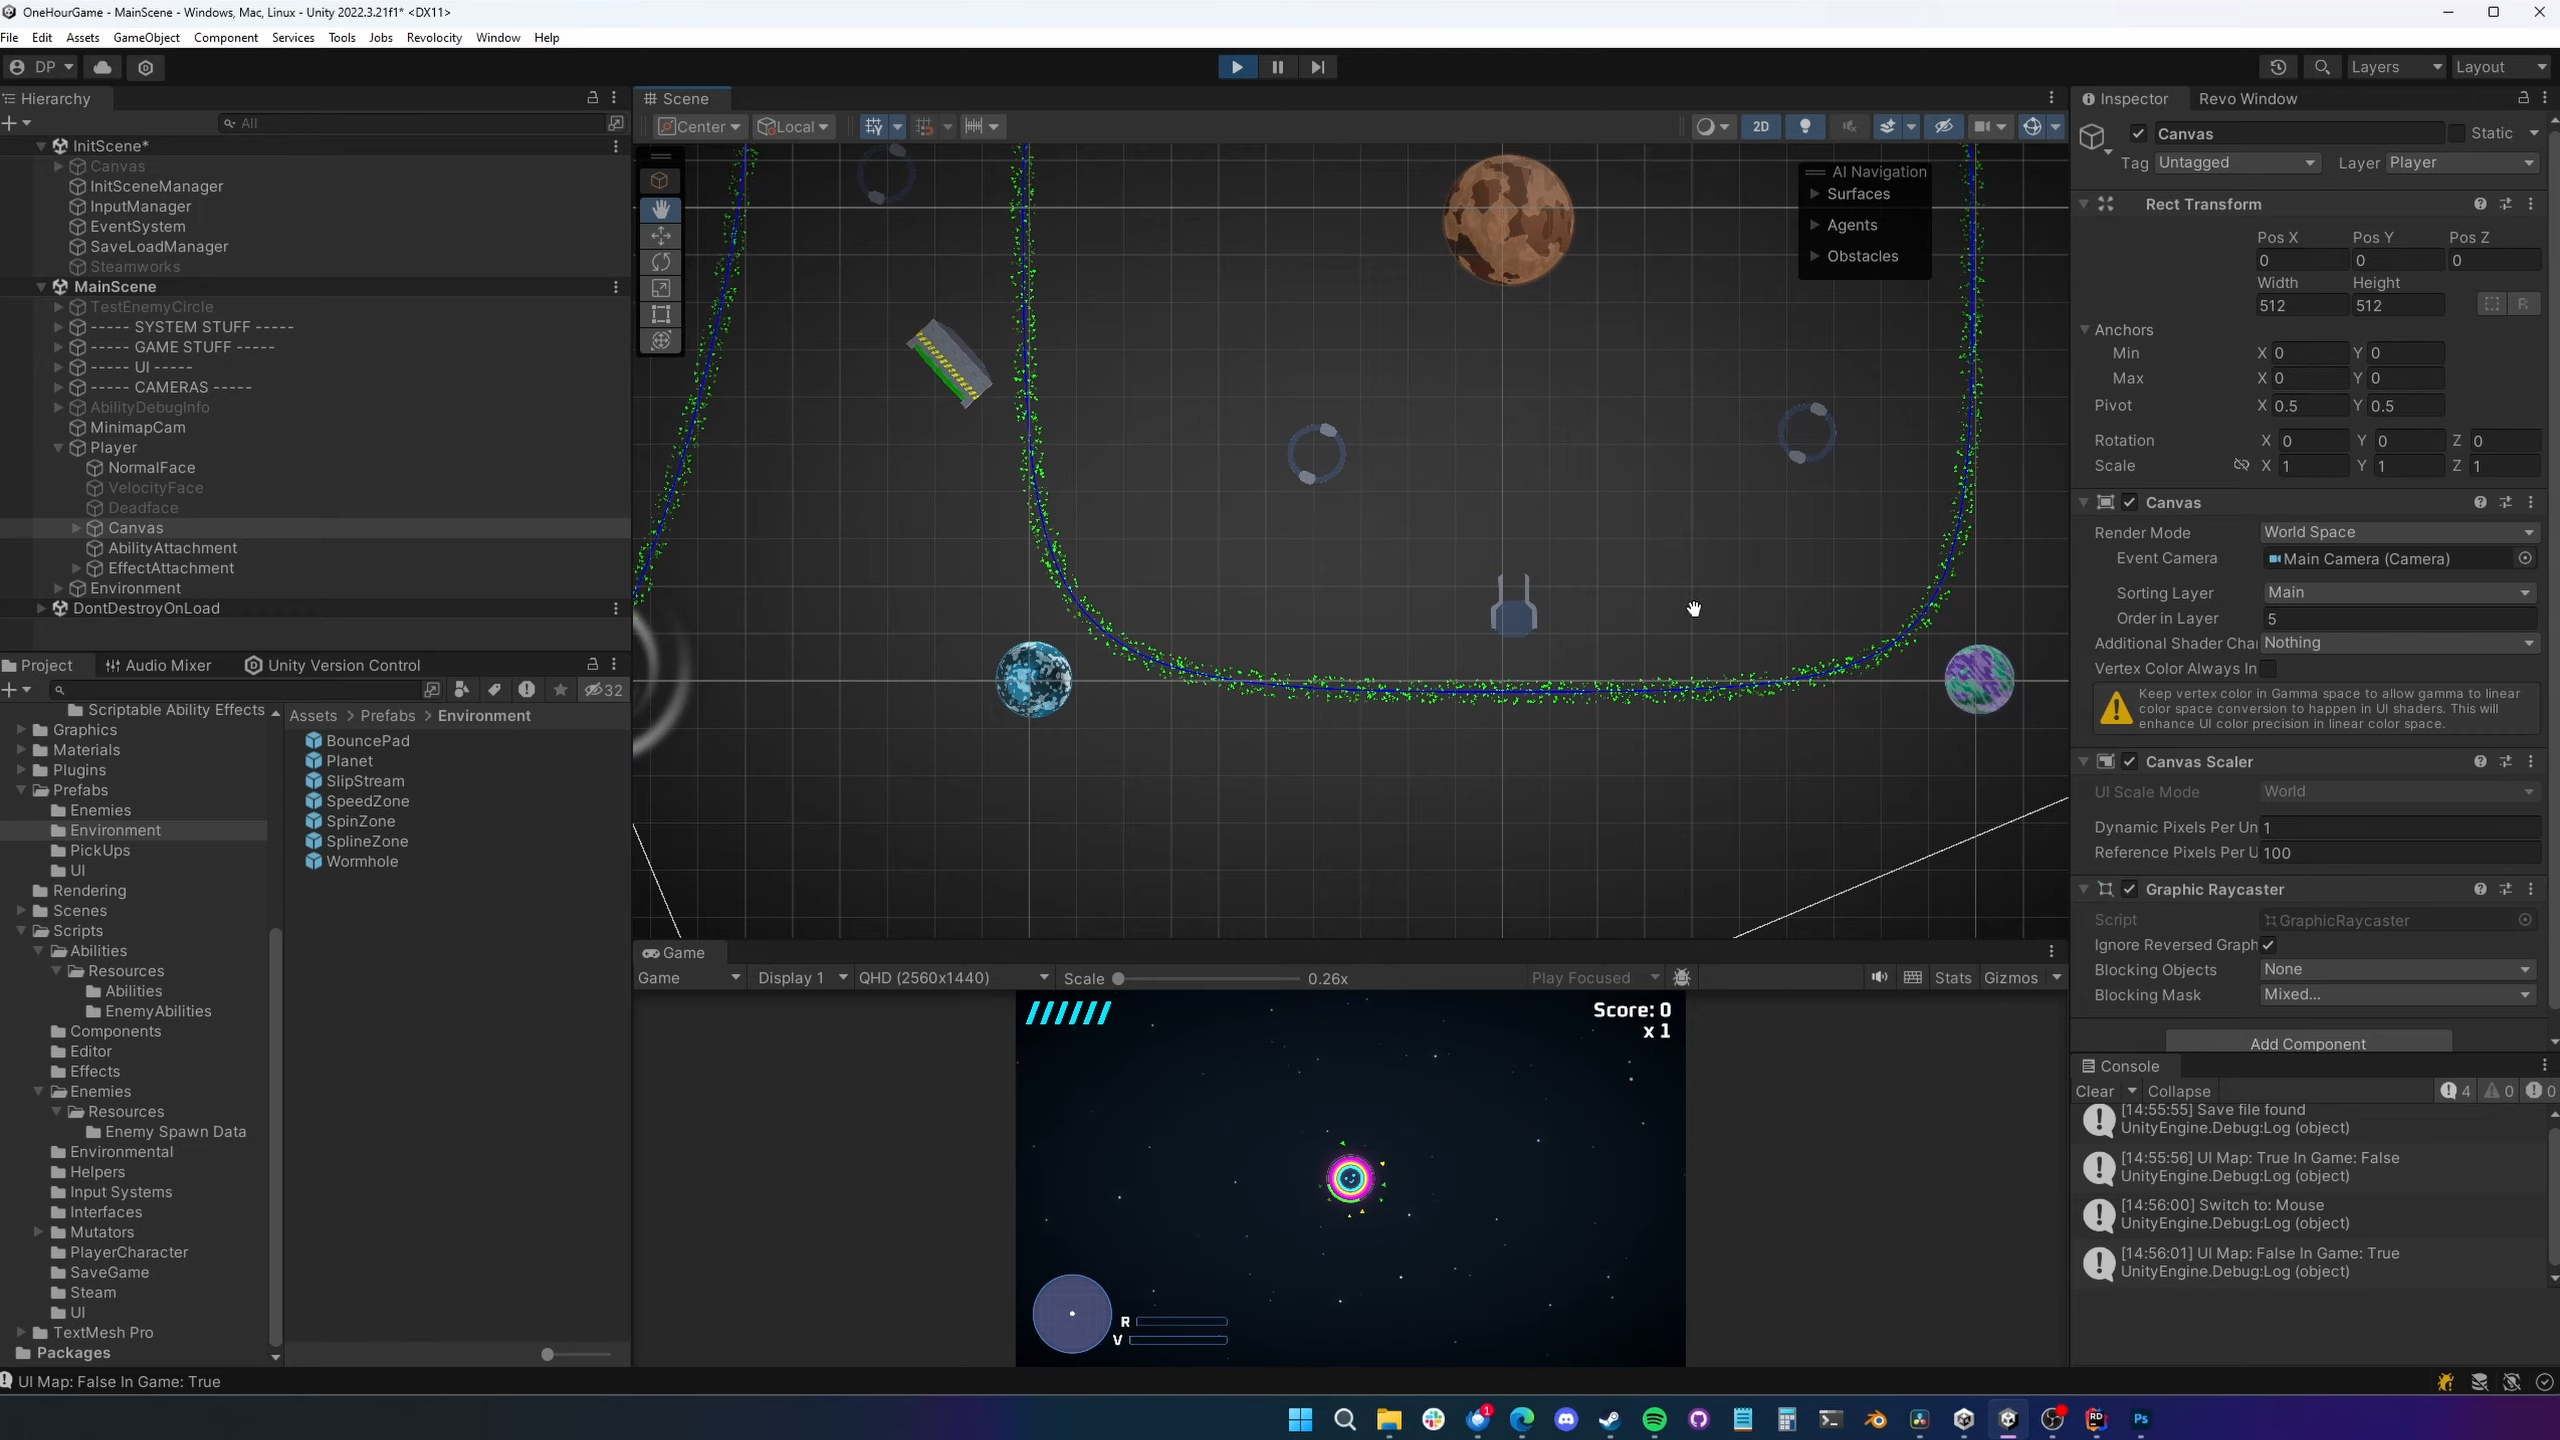 OneHourGame - MainScene - Windows, Mac, Linux - Unity 2022.3.21f1* <DX11>
File Edit Assets GameObject Component Services Tools Jobs Revolocity Window Help
DP
Layers
Layout
Hierarchy
All
InitScene*
Canvas
InitSceneManager
InputManager
EventSystem
SaveLoadManager
Steamworks
MainScene
TestEnemyCircle
----- SYSTEM STUFF -----
----- GAME STUFF -----
----- UI -----
----- CAMERAS -----
AbilityDebugInfo
MinimapCam
Player
NormalFace
VelocityFace
Deadface
Canvas
AbilityAttachment
EffectAttachment
Environment
DontDestroyOnLoad
Project
Audio Mixer
Unity Version Control
32
Scriptable Ability Effects
Graphics
Materials
Plugins
Prefabs
Enemies
Environment
PickUps
UI
Rendering
Scenes
Scripts
Abilities
Resources
Abilities
EnemyAbilities
Components
Editor
Effects
Enemies
Resources
Enemy Spawn Data
Environmental
Helpers
Input Systems
Interfaces
Mutators
PlayerCharacter
SaveGame
Steam
UI
TextMesh Pro
Packages
Assets > Prefabs > Environment
BouncePad
Planet
SlipStream
SpeedZone
SpinZone
SplineZone
Wormhole
Scene
Center
Local
2D
AI Navigation
Surfaces
Agents
Obstacles
Game
Game
Display 1
QHD (2560x1440)
Scale
0.26x
Play Focused
Stats
Gizmos
Score: 0
x 1
R
V
Inspector
Revo Window
Canvas
Static
Tag Untagged
Layer Player
Rect Transform
Pos X Pos Y Pos Z
0 0 0
Width Height
512 512
R
Anchors
Min X 0 Y 0
Max X 0 Y 0
Pivot X 0.5 Y 0.5
Rotation X 0 Y 0 Z 0
Scale X 1 Y 1 Z 1
Canvas
Render Mode World Space
Event Camera Main Camera (Camera)
Sorting Layer Main
Order in Layer 5
Additional Shader Chai Nothing
Vertex Color Always In
Keep vertex color in Gamma space to allow gamma to linear
color space conversion to happen in UI shaders. This will
enhance UI color precision in linear color space.
Canvas Scaler
UI Scale Mode World
Dynamic Pixels Per Un 1
Reference Pixels Per U 100
Graphic Raycaster
Script GraphicRaycaster
Ignore Reversed Graph
Blocking Objects None
Blocking Mask Mixed...
Add Component
Console
Clear
Collapse
4 0 0
[14:55:55] Save file found
UnityEngine.Debug:Log (object)
[14:55:56] UI Map: True In Game: False
UnityEngine.Debug:Log (object)
[14:56:00] Switch to: Mouse
UnityEngine.Debug:Log (object)
[14:56:01] UI Map: False In Game: True
UnityEngine.Debug:Log (object)
UI Map: False In Game: True
1
RD
Ps